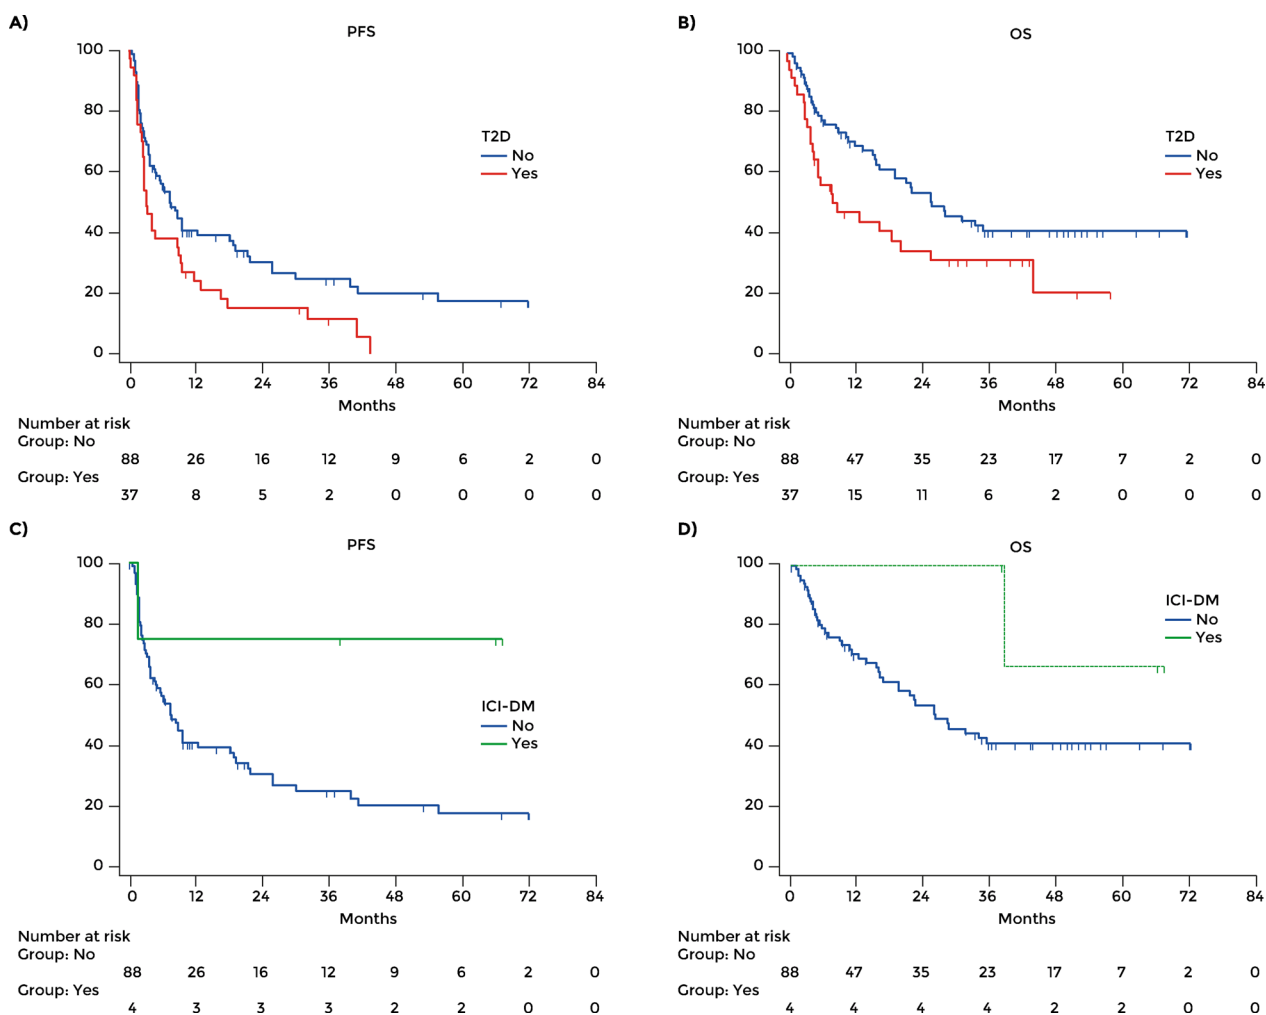 A)
PFS
100
80
60
40
20
0
T2D
No
Yes
0 12 24 36 48 60 72 84
Months
Number at risk
Group: No
88 26 16 12 9 6 2 0
Group: Yes
37 8 5 2 0 0 0 0
B)
OS
100
80
60
40
20
0
T2D
No
Yes
0 12 24 36 48 60 72 84
Months
Number at risk
Group: No
88 47 35 23 17 7 2 0
Group: Yes
37 15 11 6 2 0 0 0
C)
PFS
100
80
60
40
20
0
ICI-DM
No
Yes
0 12 24 36 48 60 72 84
Months
Number at risk
Group: No
88 26 16 12 9 6 2 0
Group: Yes
4 3 3 3 2 2 0 0
D)
OS
100
80
60
40
20
0
ICI-DM
No
Yes
0 12 24 36 48 60 72 84
Months
Number at risk
Group: No
88 47 35 23 17 7 2 0
Group: Yes
4 4 4 4 2 2 0 0